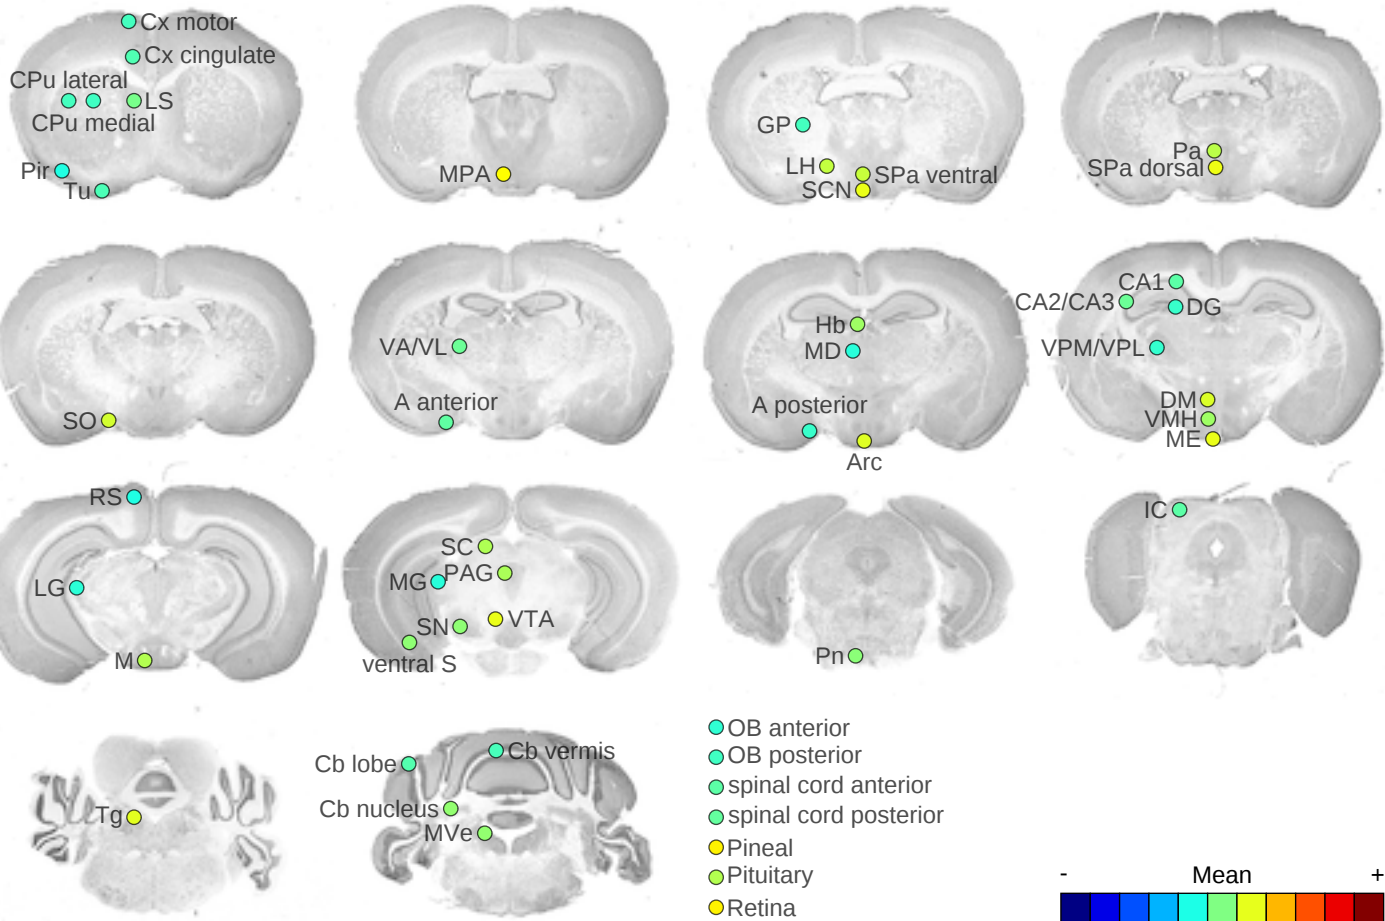 Cx motor
Cx cingulate
CPu lateral
LS
CPu medial
Pir
Tu
MPA
GP
LH
SPa ventral
SCN
Pa
SPa dorsal
SO
VA/VL
A anterior
Hb
MD
A posterior
Arc
CA1
CA2/CA3
DG
VPM/VPL
DM
VMH
ME
RS
LG
M
SC
PAG
MG
SN
VTA
ventral S
Pn
IC
Tg
Cb lobe
Cb vermis
Cb nucleus
MVe
OB anterior
OB posterior
spinal cord anterior
spinal cord posterior
Pineal
Pituitary
Retina
- Mean +